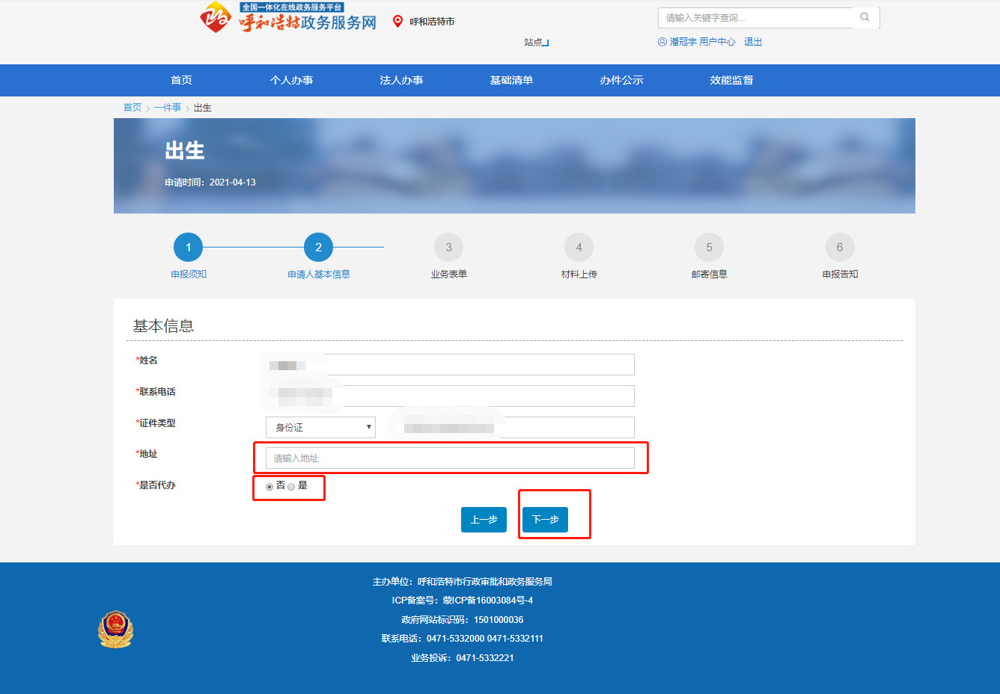 全国一体化在线政务服务平台
呼和浩特政务服务网
呼和浩特市
请输入关键字查询...
站点
潘冠宇 用户中心 退出
首页 个人办事 法人办事 基础清单 办件公示 效能监督
首页 > 一件事 > 出生
出生
申请时间：2021-04-13
1 2 3 4 5 6
申报须知 申请人基本信息 业务表单 材料上传 邮寄信息 申报告知
基本信息
*姓名
*联系电话
*证件类型 身份证
*地址 请输入地址
*是否代办 否 是
上一步 下一步
主办单位：呼和浩特市行政审批和政务服务局
ICP备案号：蒙ICP备16003084号-4
政府网站标识码：1501000036
联系电话：0471-5332000 0471-5332111
业务投诉：0471-5332221